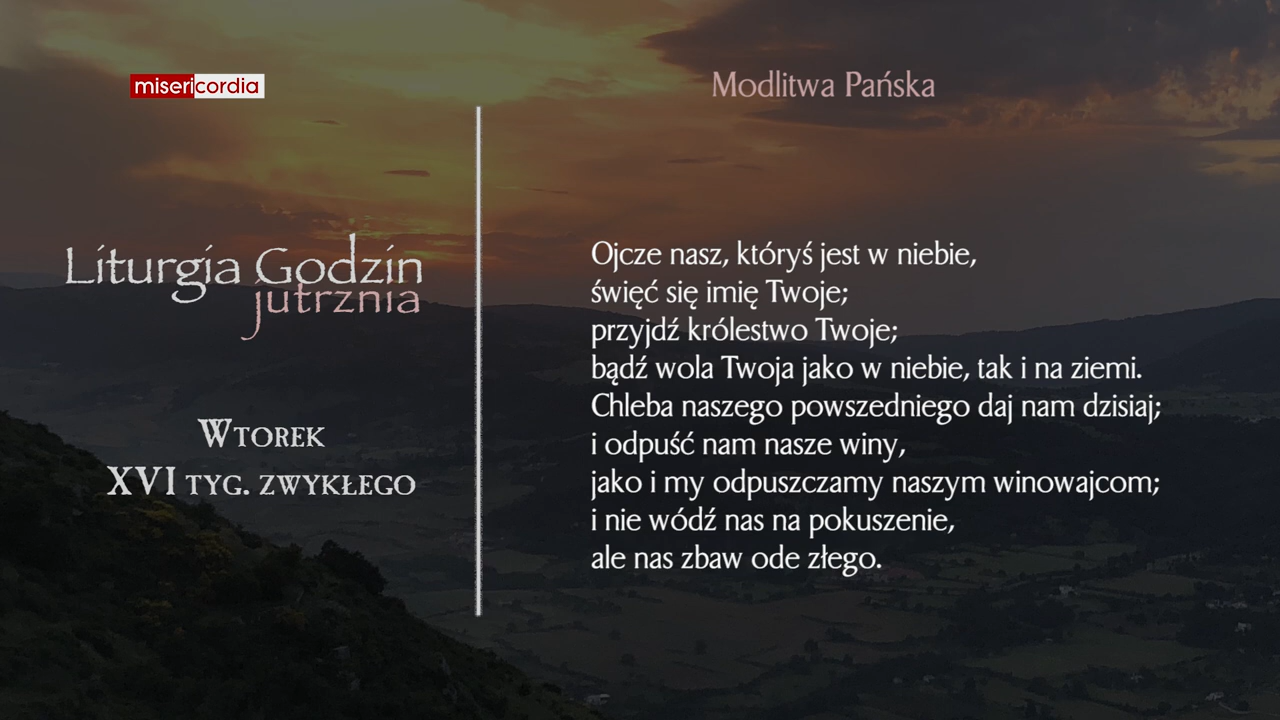 misericordia
Liturgia Godzin
jutrznia
Wtorek
XVI tyg. zwykłego
Modlitwa Pańska
Ojcze nasz, któryś jest w niebie,
święć się imię Twoje;
przyjdź królestwo Twoje;
bądź wola Twoja jako w niebie, tak i na ziemi.
Chleba naszego powszedniego daj nam dzisiaj;
i odpuść nam nasze winy,
jako i my odpuszczamy naszym winowajcom;
i nie wódź nas na pokuszenie,
ale nas zbaw ode złego.